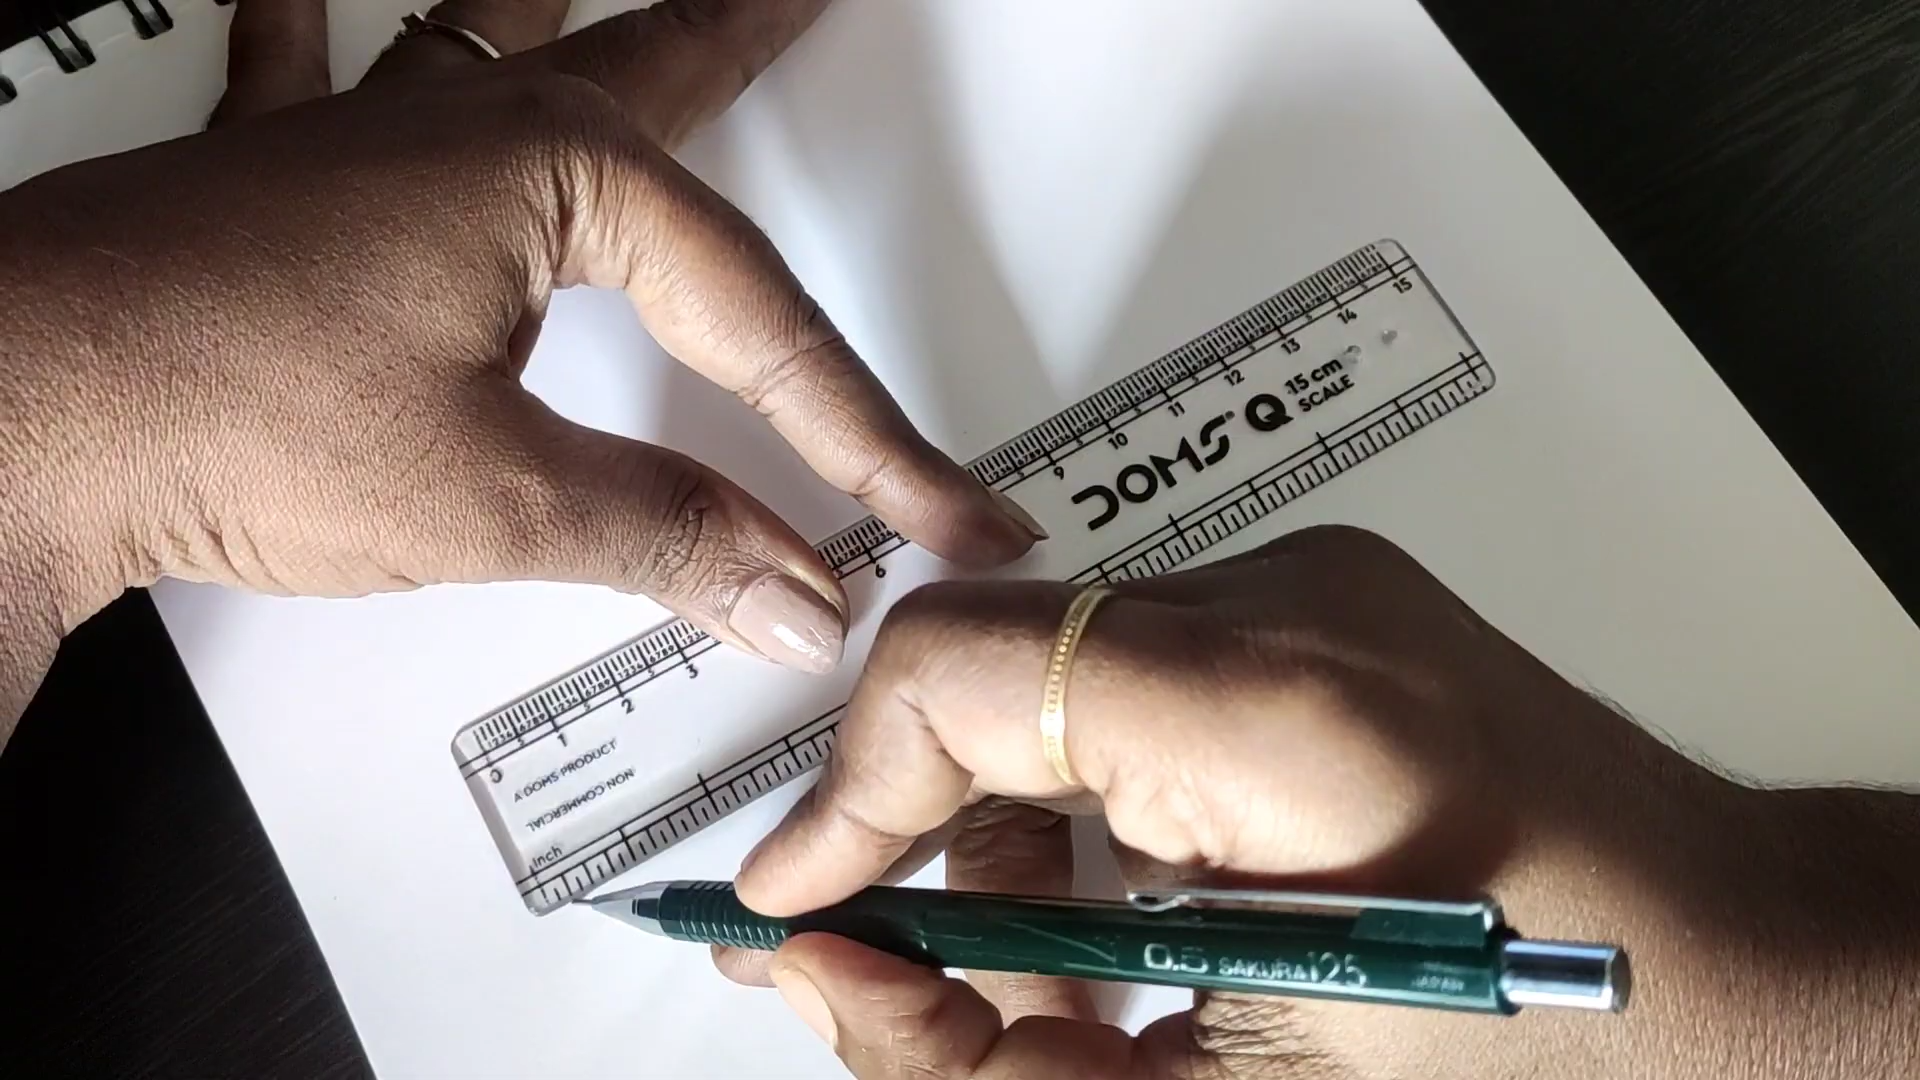 0 1 2 3 6 9 10 11 12 13 14 15
A DOMS PRODUCT
NON COMMERCIAL
Inch
DOMS Q
15 cm
SCALE
0.5 SAKURA 125 JAPAN